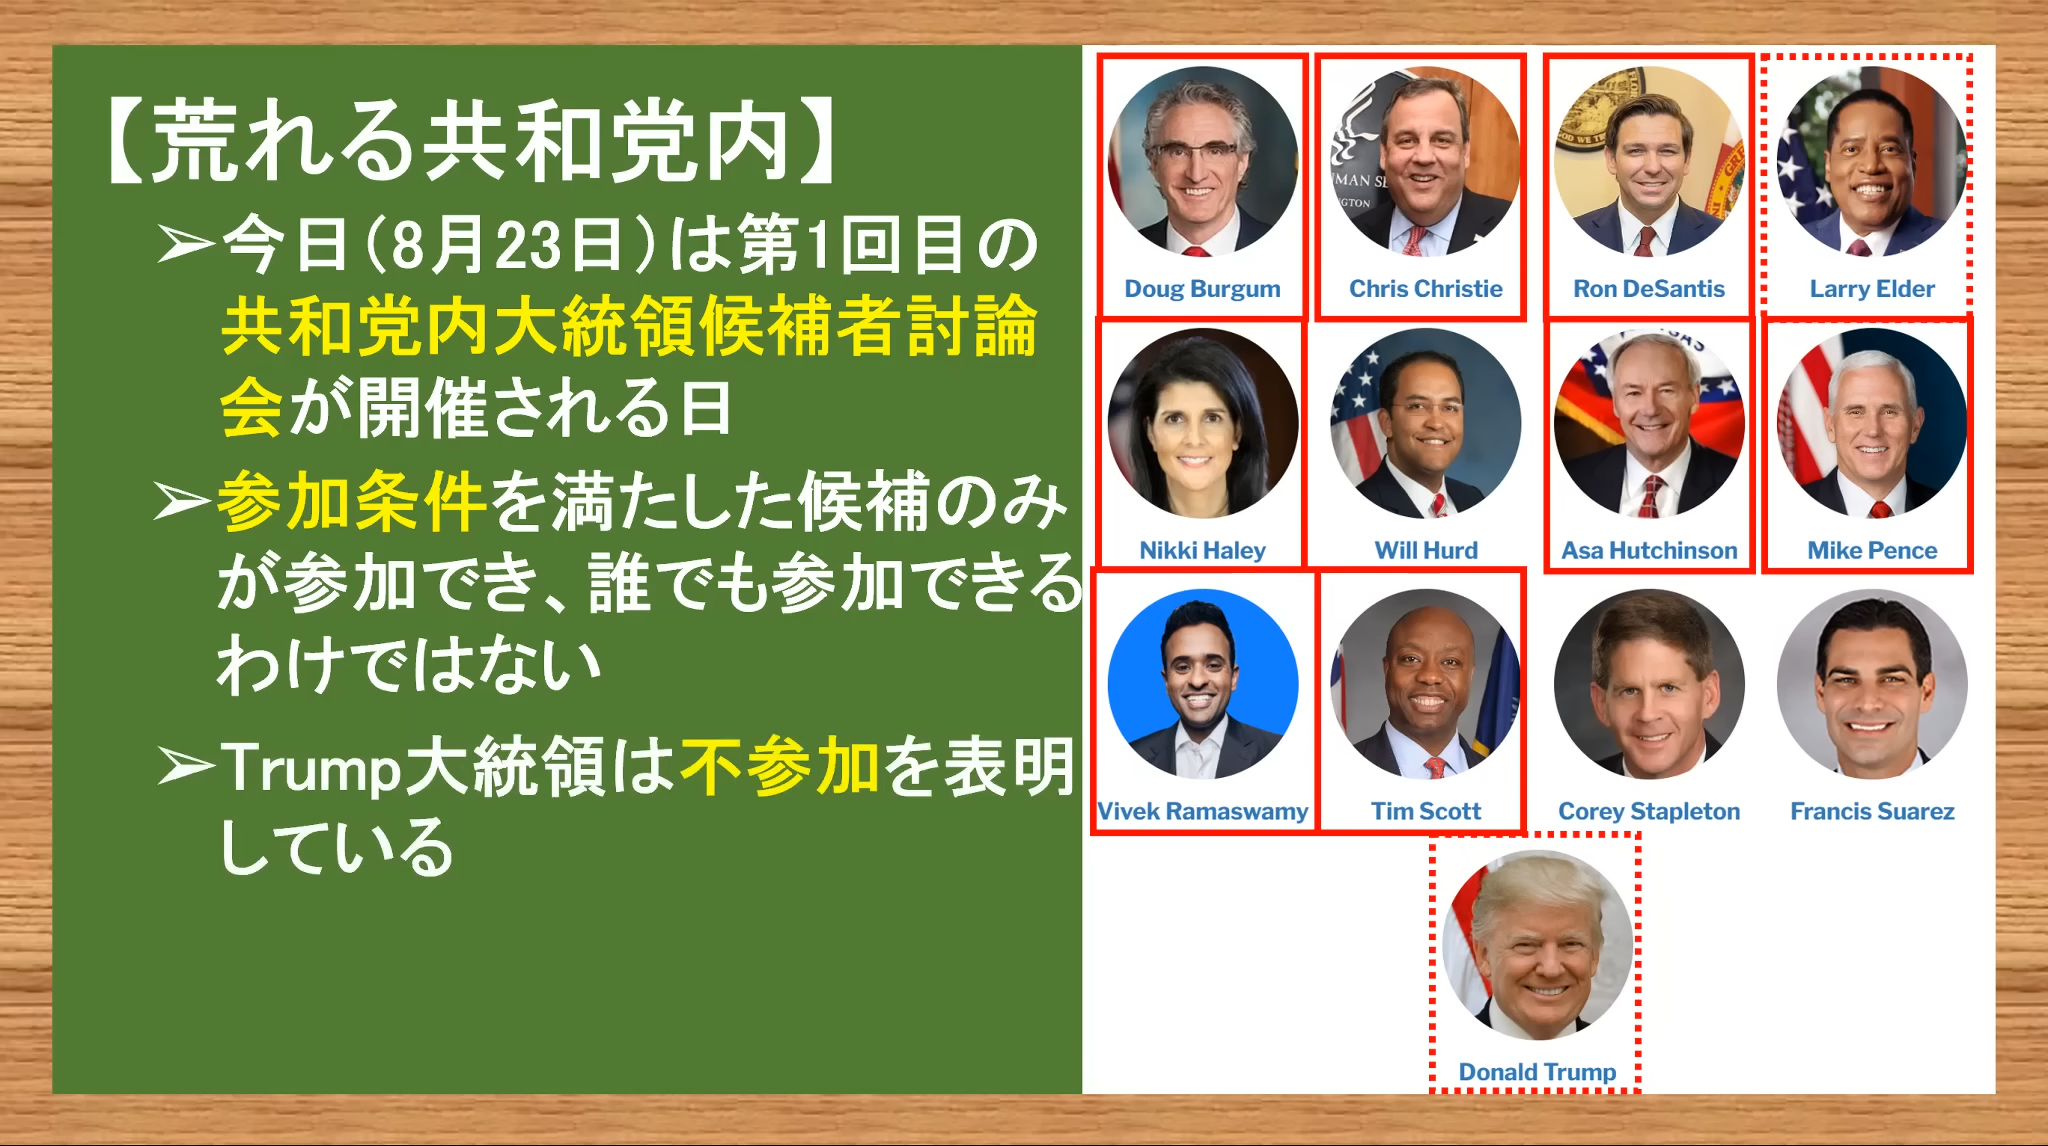 【荒れる共和党内】
➢今日(8月23日)は第1回目の
共和党内大統領候補者討論
会が開催される日
➢参加条件を満たした候補のみ
が参加でき、誰でも参加できる
わけではない
➢Trump大統領は不参加を表明
している
Doug Burgum
MAN SE
NGTON
Chris Christie
Ron DeSantis
Larry Elder
Nikki Haley
Will Hurd
Asa Hutchinson
Mike Pence
Vivek Ramaswamy
Tim Scott
Corey Stapleton
Francis Suarez
Donald Trump